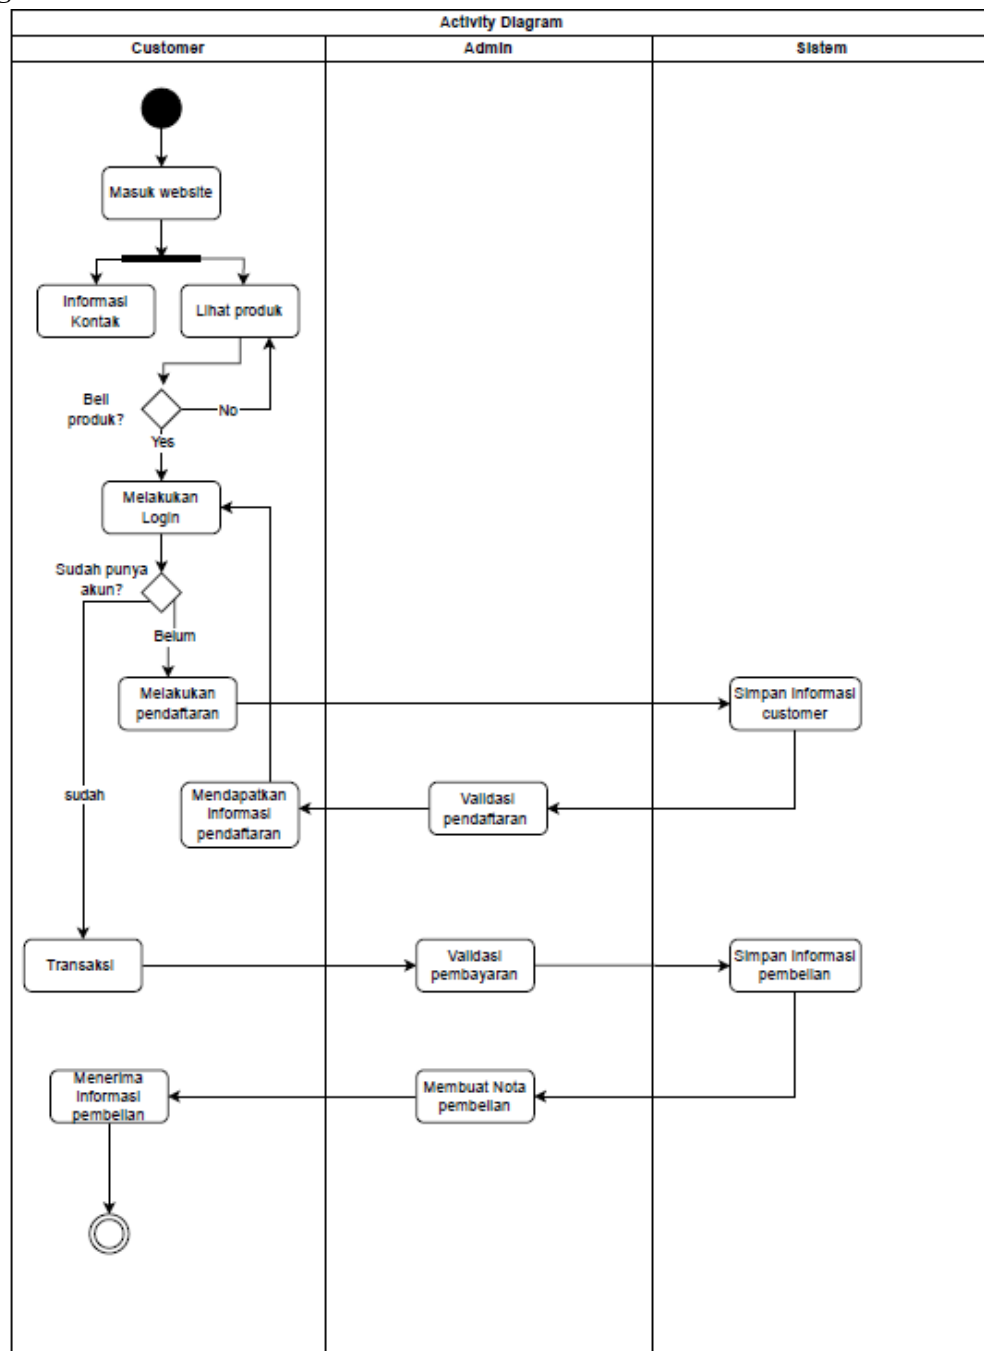 Activity Diagram
Customer
Admin
Sistem
Masuk website
Informasi
Kontak
Lihat produk
Beli
produk?
No
Yes
Melakukan
Login
Sudah punya
akun?
Belum
Melakukan
pendaftaran
Simpan Informasi
customer
sudah
Mendapatkan
Informasi
pendaftaran
Validasi
pendaftaran
Transaksi
Validasi
pembayaran
Simpan Informasi
pembelian
Menerima
Informasi
pembelian
Membuat Nota
pembelian